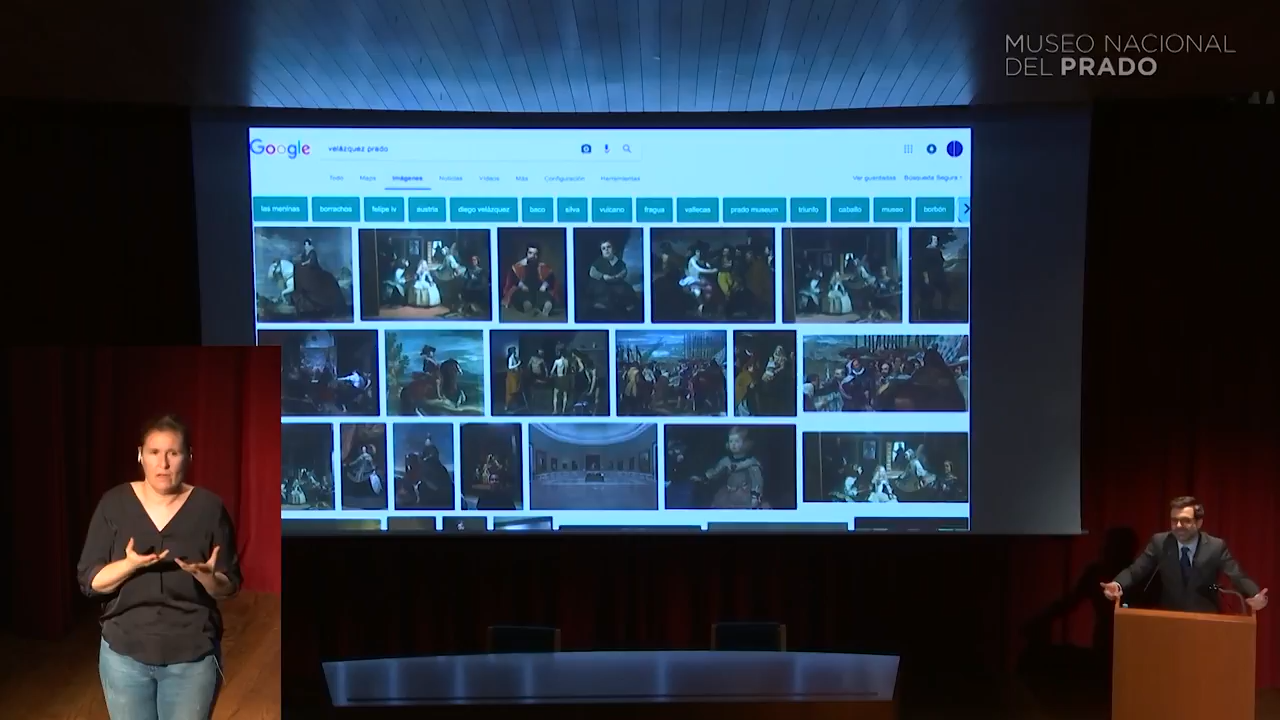 MUSEO NACIONAL
DEL PRADO
Google velázquez prado
Todo Maps Imágenes Noticias Vídeos Más Configuración Herramientas Ver guardadas Búsqueda Segura
las meninas borrachos felipe iv austria diego velázquez baco silva vulcano fragua vallecas prado museum triunfo caballo museo borbón